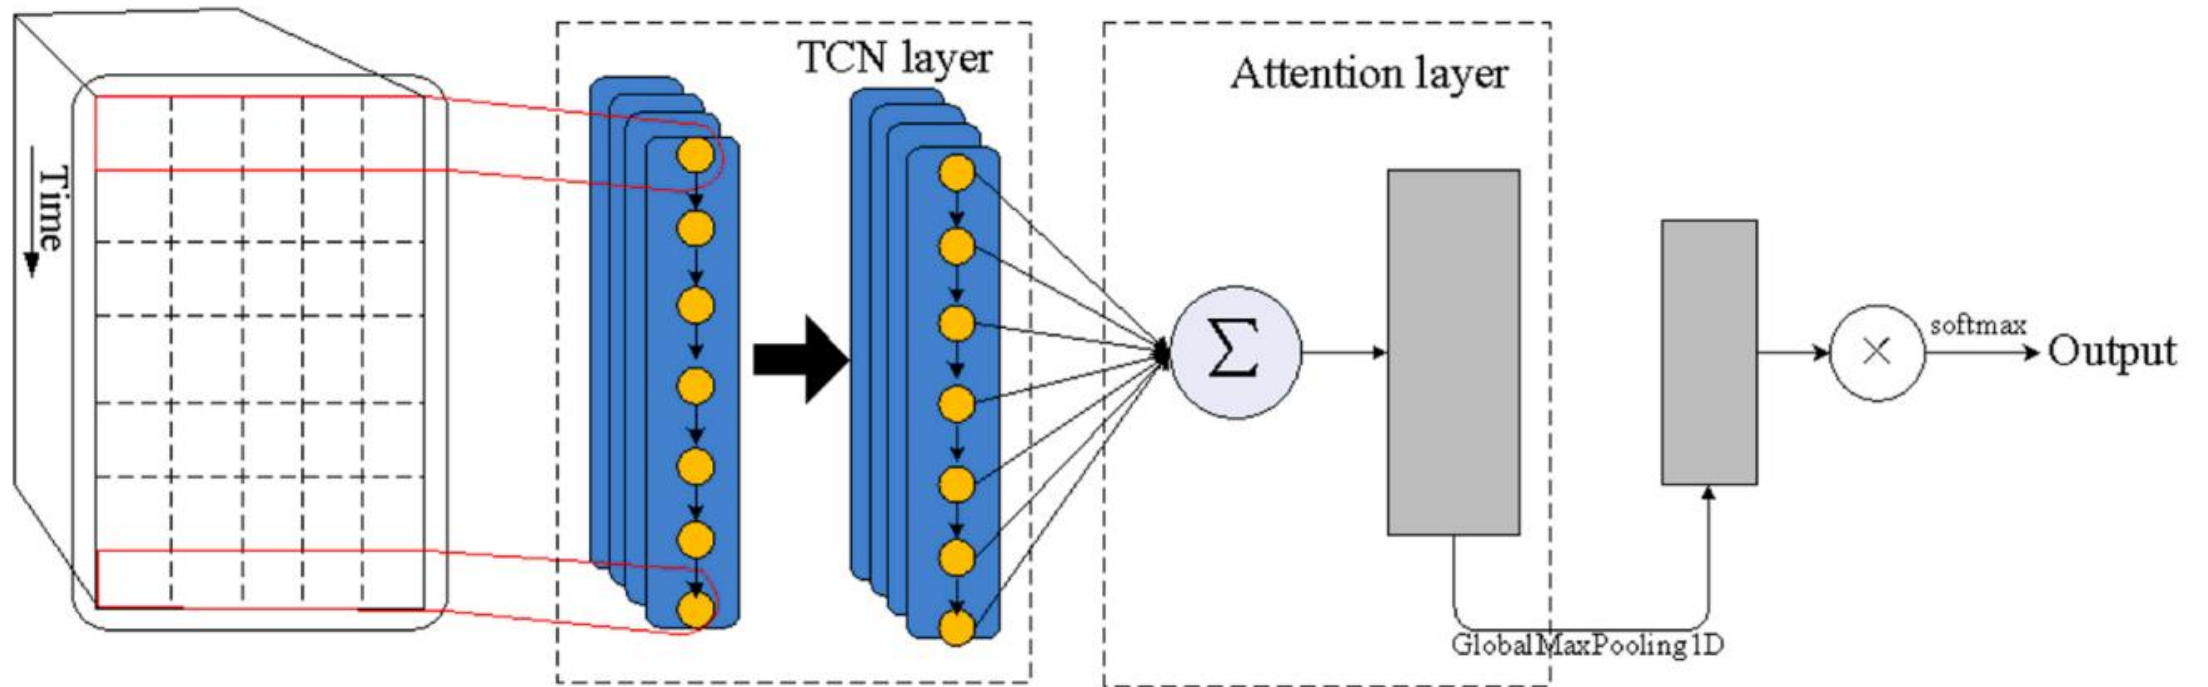 Time
TCN layer
Attention layer
Σ
GlobalMaxPooling1D
×
softmax
Output